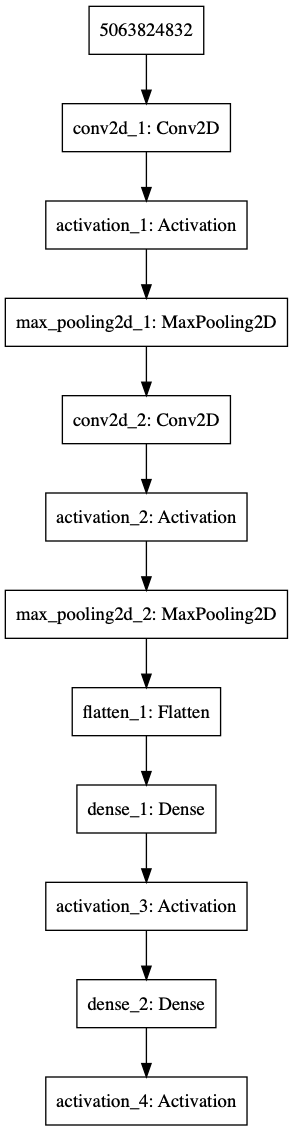 5063824832
conv2d_1: Conv2D
activation_1: Activation
max_pooling2d_1: MaxPooling2D
conv2d_2: Conv2D
activation_2: Activation
max_pooling2d_2: MaxPooling2D
flatten_1: Flatten
dense_1: Dense
activation_3: Activation
dense_2: Dense
activation_4: Activation